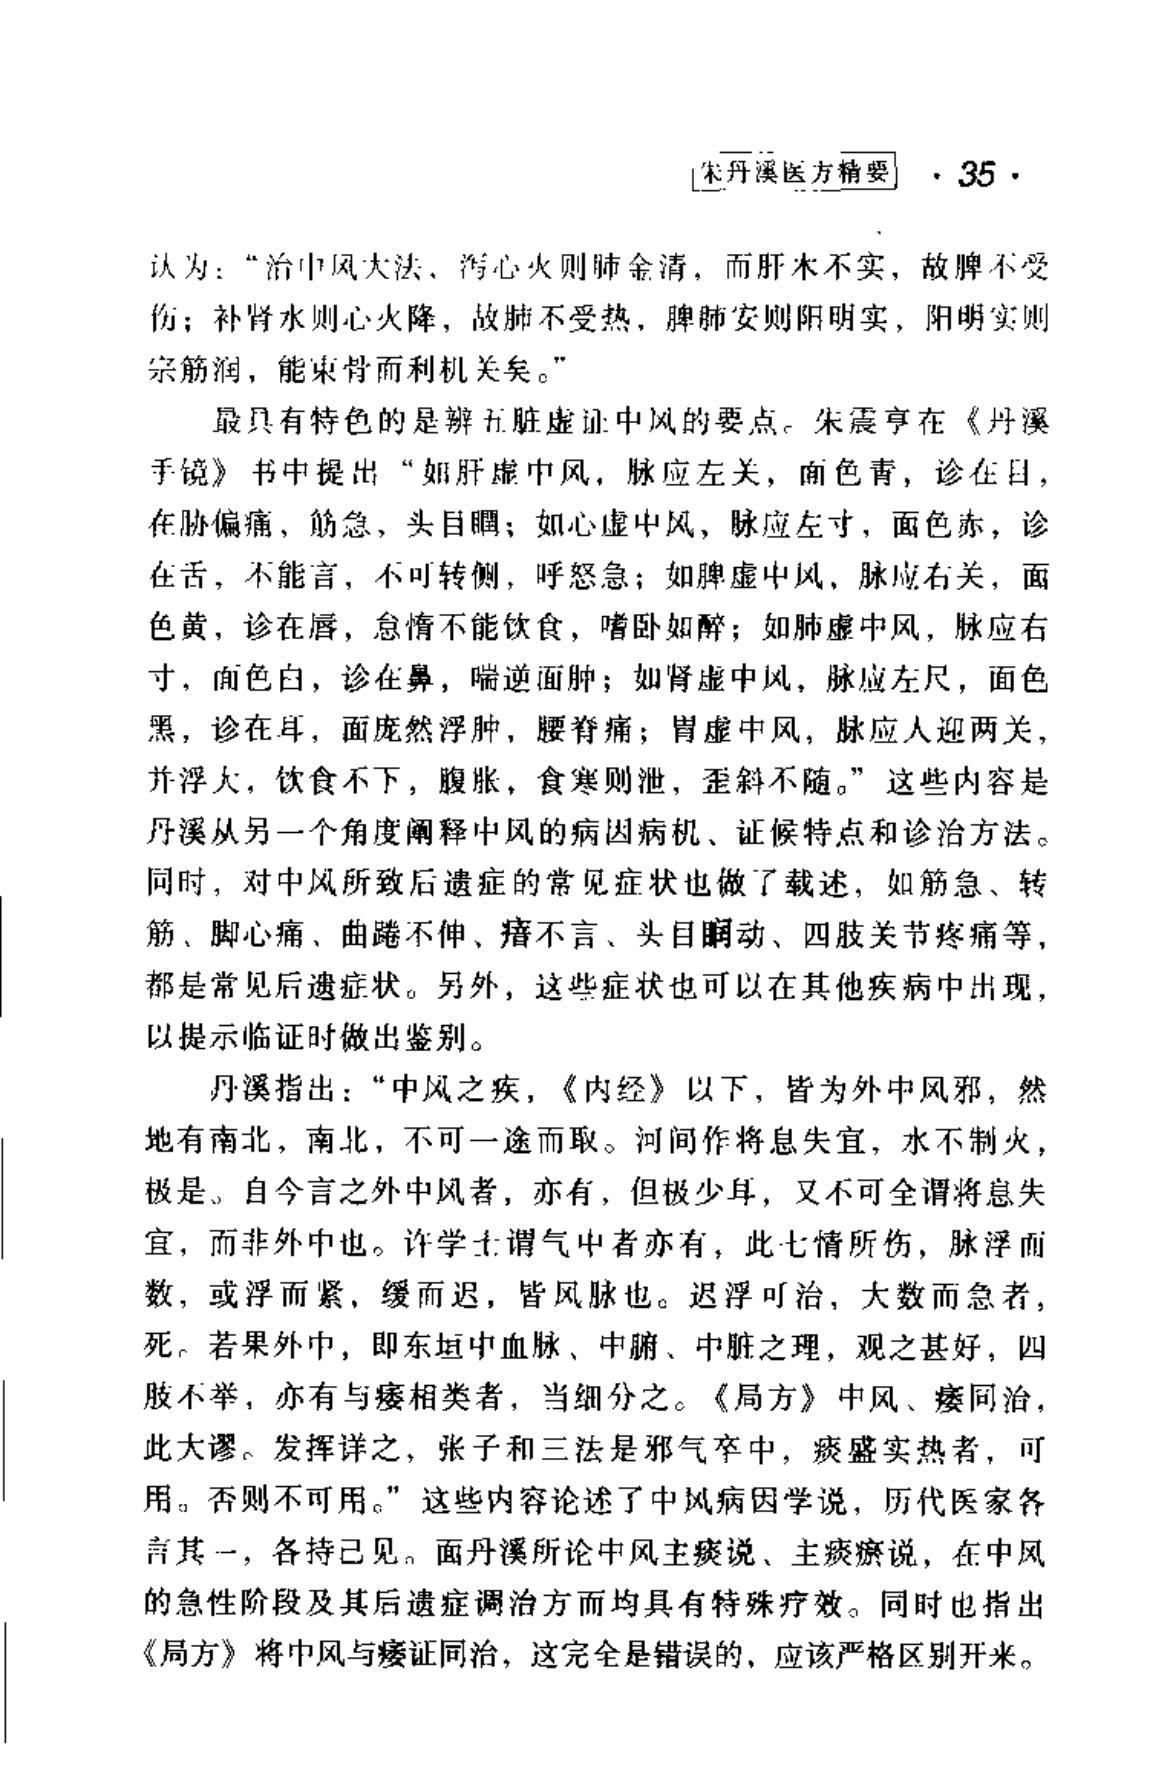 朱丹溪医方精要 · 35 ·
认为：“治中风大法、泻心火则肺金清，而肝木不实，故脾不受
伤；补肾水则心火降，故肺不受热，脾肺安则阳明实，阳明实则
宗筋润，能束骨而利机关矣。”
最具有特色的是辨五脏虚证中风的要点。朱震亨在《丹溪
手镜》书中提出“如肝虚中风，脉应左关，面色青，诊在目，
在胁偏痛，筋急，头目瞤；如心虚中风，脉应左寸，面色赤，诊
在舌，不能言，不可转侧，呼怒急；如脾虚中风，脉应右关，面
色黄，诊在唇，怠惰不能饮食，嗜卧如醉；如肺虚中风，脉应右
寸，面色白，诊在鼻，喘逆面肿；如肾虚中风，脉应左尺，面色
黑，诊在耳，面庞然浮肿，腰脊痛；胃虚中风，脉应人迎两关，
并浮大，饮食不下，腹胀，食寒则泄，歪斜不随。”这些内容是
丹溪从另一个角度阐释中风的病因病机、证候特点和诊治方法。
同时，对中风所致后遗症的常见症状也做了载述，如筋急、转
筋、脚心痛、曲踡不伸、瘖不言、头目瞤动、四肢关节疼痛等，
都是常见后遗症状。另外，这些症状也可以在其他疾病中出现，
以提示临证时做出鉴别。
丹溪指出：“中风之疾，《内经》以下，皆为外中风邪，然
地有南北，南北，不可一途而取。河间作将息失宜，水不制火，
极是。自今言之外中风者，亦有，但极少耳，又不可全谓将息失
宜，而非外中也。许学士谓气中者亦有，此七情所伤，脉浮而
数，或浮而紧，缓而迟，皆风脉也。迟浮可治，大数而急者，
死。若果外中，即东垣中血脉、中腑、中脏之理，观之甚好，四
肢不举，亦有与痿相类者，当细分之。《局方》中风、痿同治，
此大谬。发挥详之，张子和三法是邪气卒中，痰盛实热者，可
用。否则不可用。”这些内容论述了中风病因学说，历代医家各
言其一，各持己见。面丹溪所论中风主痰说、主痰瘀说，在中风
的急性阶段及其后遗症调治方而均具有特殊疗效。同时也指出
《局方》将中风与痿证同治，这完全是错误的，应该严格区别开来。